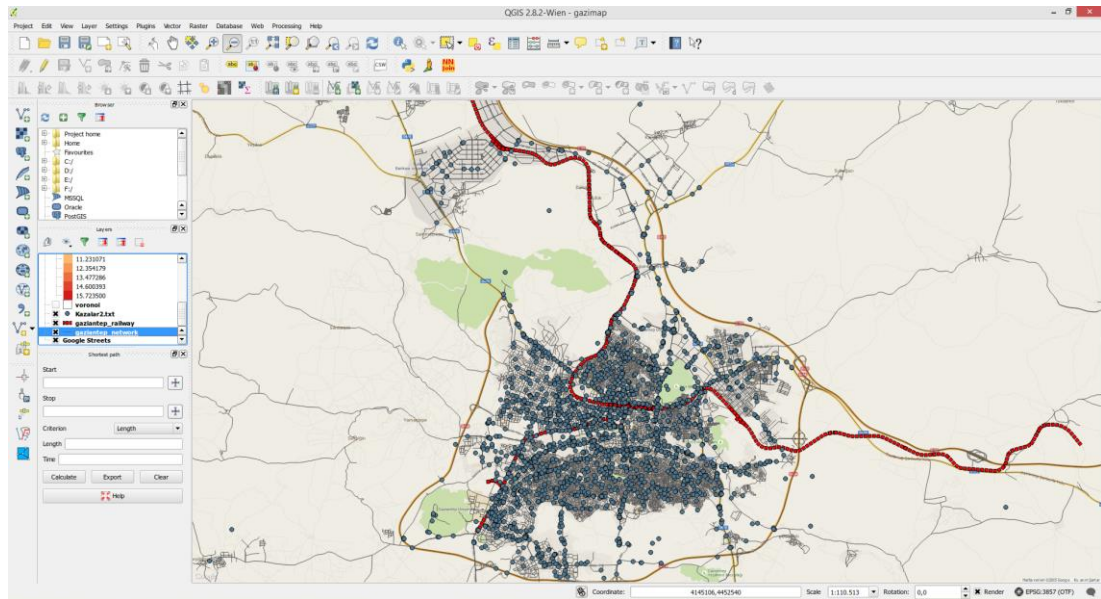 QGIS 2.8.2-Wien - gazimap
Project Edit View Layer Settings Plugins Vector Raster Database Web Processing Help
CSW
NN
join
Browser
Project home
Home
Favourites
C:/
D:/
E:/
F:/
MSSQL
Oracle
PostGIS
Layers
11.231071
12.354179
13.477286
14.600393
15.723500
voronoi
Kazalar2.txt
gaziantep_railway
gaziantep_network
Google Streets
Shortest path
Start
Stop
Criterion Length
Length
Time
Calculate Export Clear
Help
Coordinate: 4145106,4452540 Scale 1:110.513 Rotation: 0,0 Render EPSG:3857 (OTF)